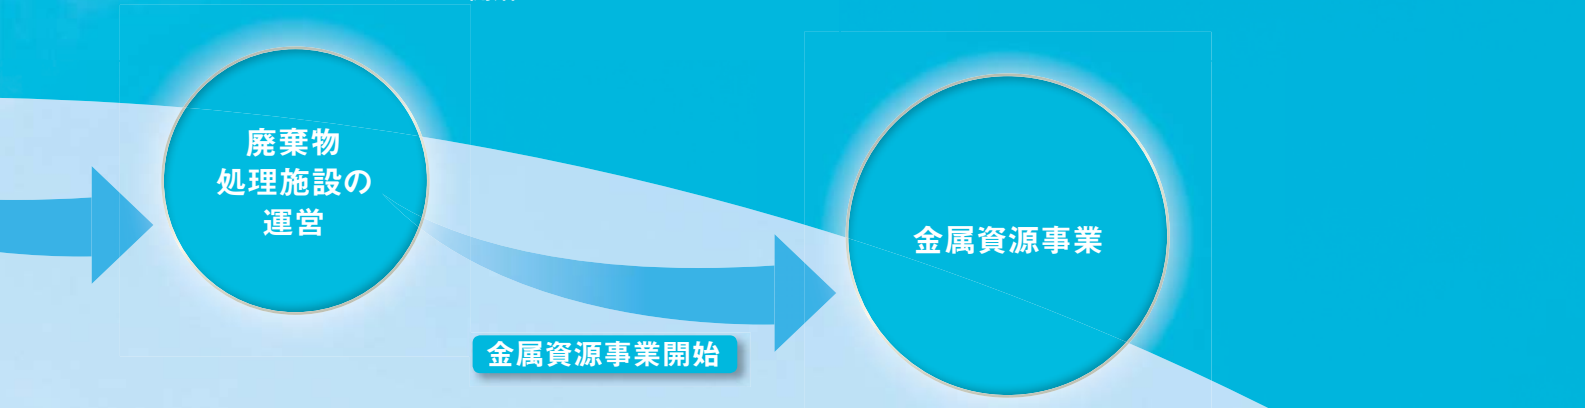 廃棄物
処理施設の
運営
金属資源事業
金属資源事業開始